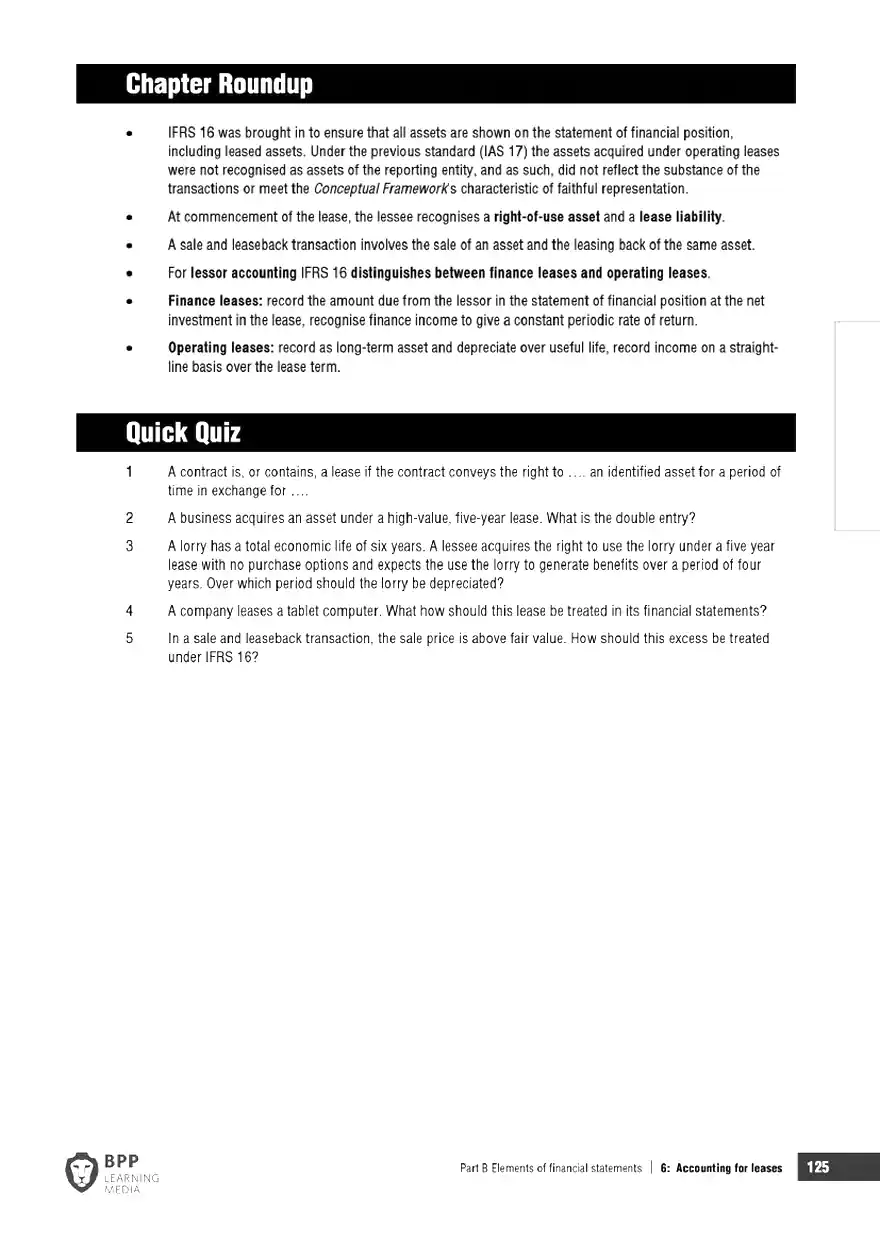 Chapter Roundup
• IFRS 16 was brought in to ensure that all assets are shown on the statement of financial position,
including leased assets. Under the previous standard (IAS 17) the assets acquired under operating leases
were not recognised as assets of the reporting entity, and as such, did not reflect the substance of the
transactions or meet the Conceptual Framework's characteristic of faithful representation.
• At commencement of the lease, the lessee recognises a right-of-use asset and a lease liability.
• A sale and leaseback transaction involves the sale of an asset and the leasing back of the same asset.
• For lessor accounting IFRS 16 distinguishes between finance leases and operating leases.
• Finance leases: record the amount due from the lessor in the statement of financial position at the net
investment in the lease, recognise finance income to give a constant periodic rate of return.
• Operating leases: record as long-term asset and depreciate over useful life, record income on a straight-
line basis over the lease term.
Quick Quiz
1 A contract is, or contains, a lease if the contract conveys the right to .... an identified asset for a period of
time in exchange for ....
2 A business acquires an asset under a high-value, five-year lease. What is the double entry?
3 A lorry has a total economic life of six years. A lessee acquires the right to use the lorry under a five year
lease with no purchase options and expects the use the lorry to generate benefits over a period of four
years. Over which period should the lorry be depreciated?
4 A company leases a tablet computer. What how should this lease be treated in its financial statements?
5 In a sale and leaseback transaction, the sale price is above fair value. How should this excess be treated
under IFRS 16?
BPP
LEARNING
MEDIA
Part B Elements of financial statements | 6: Accounting for leases 125